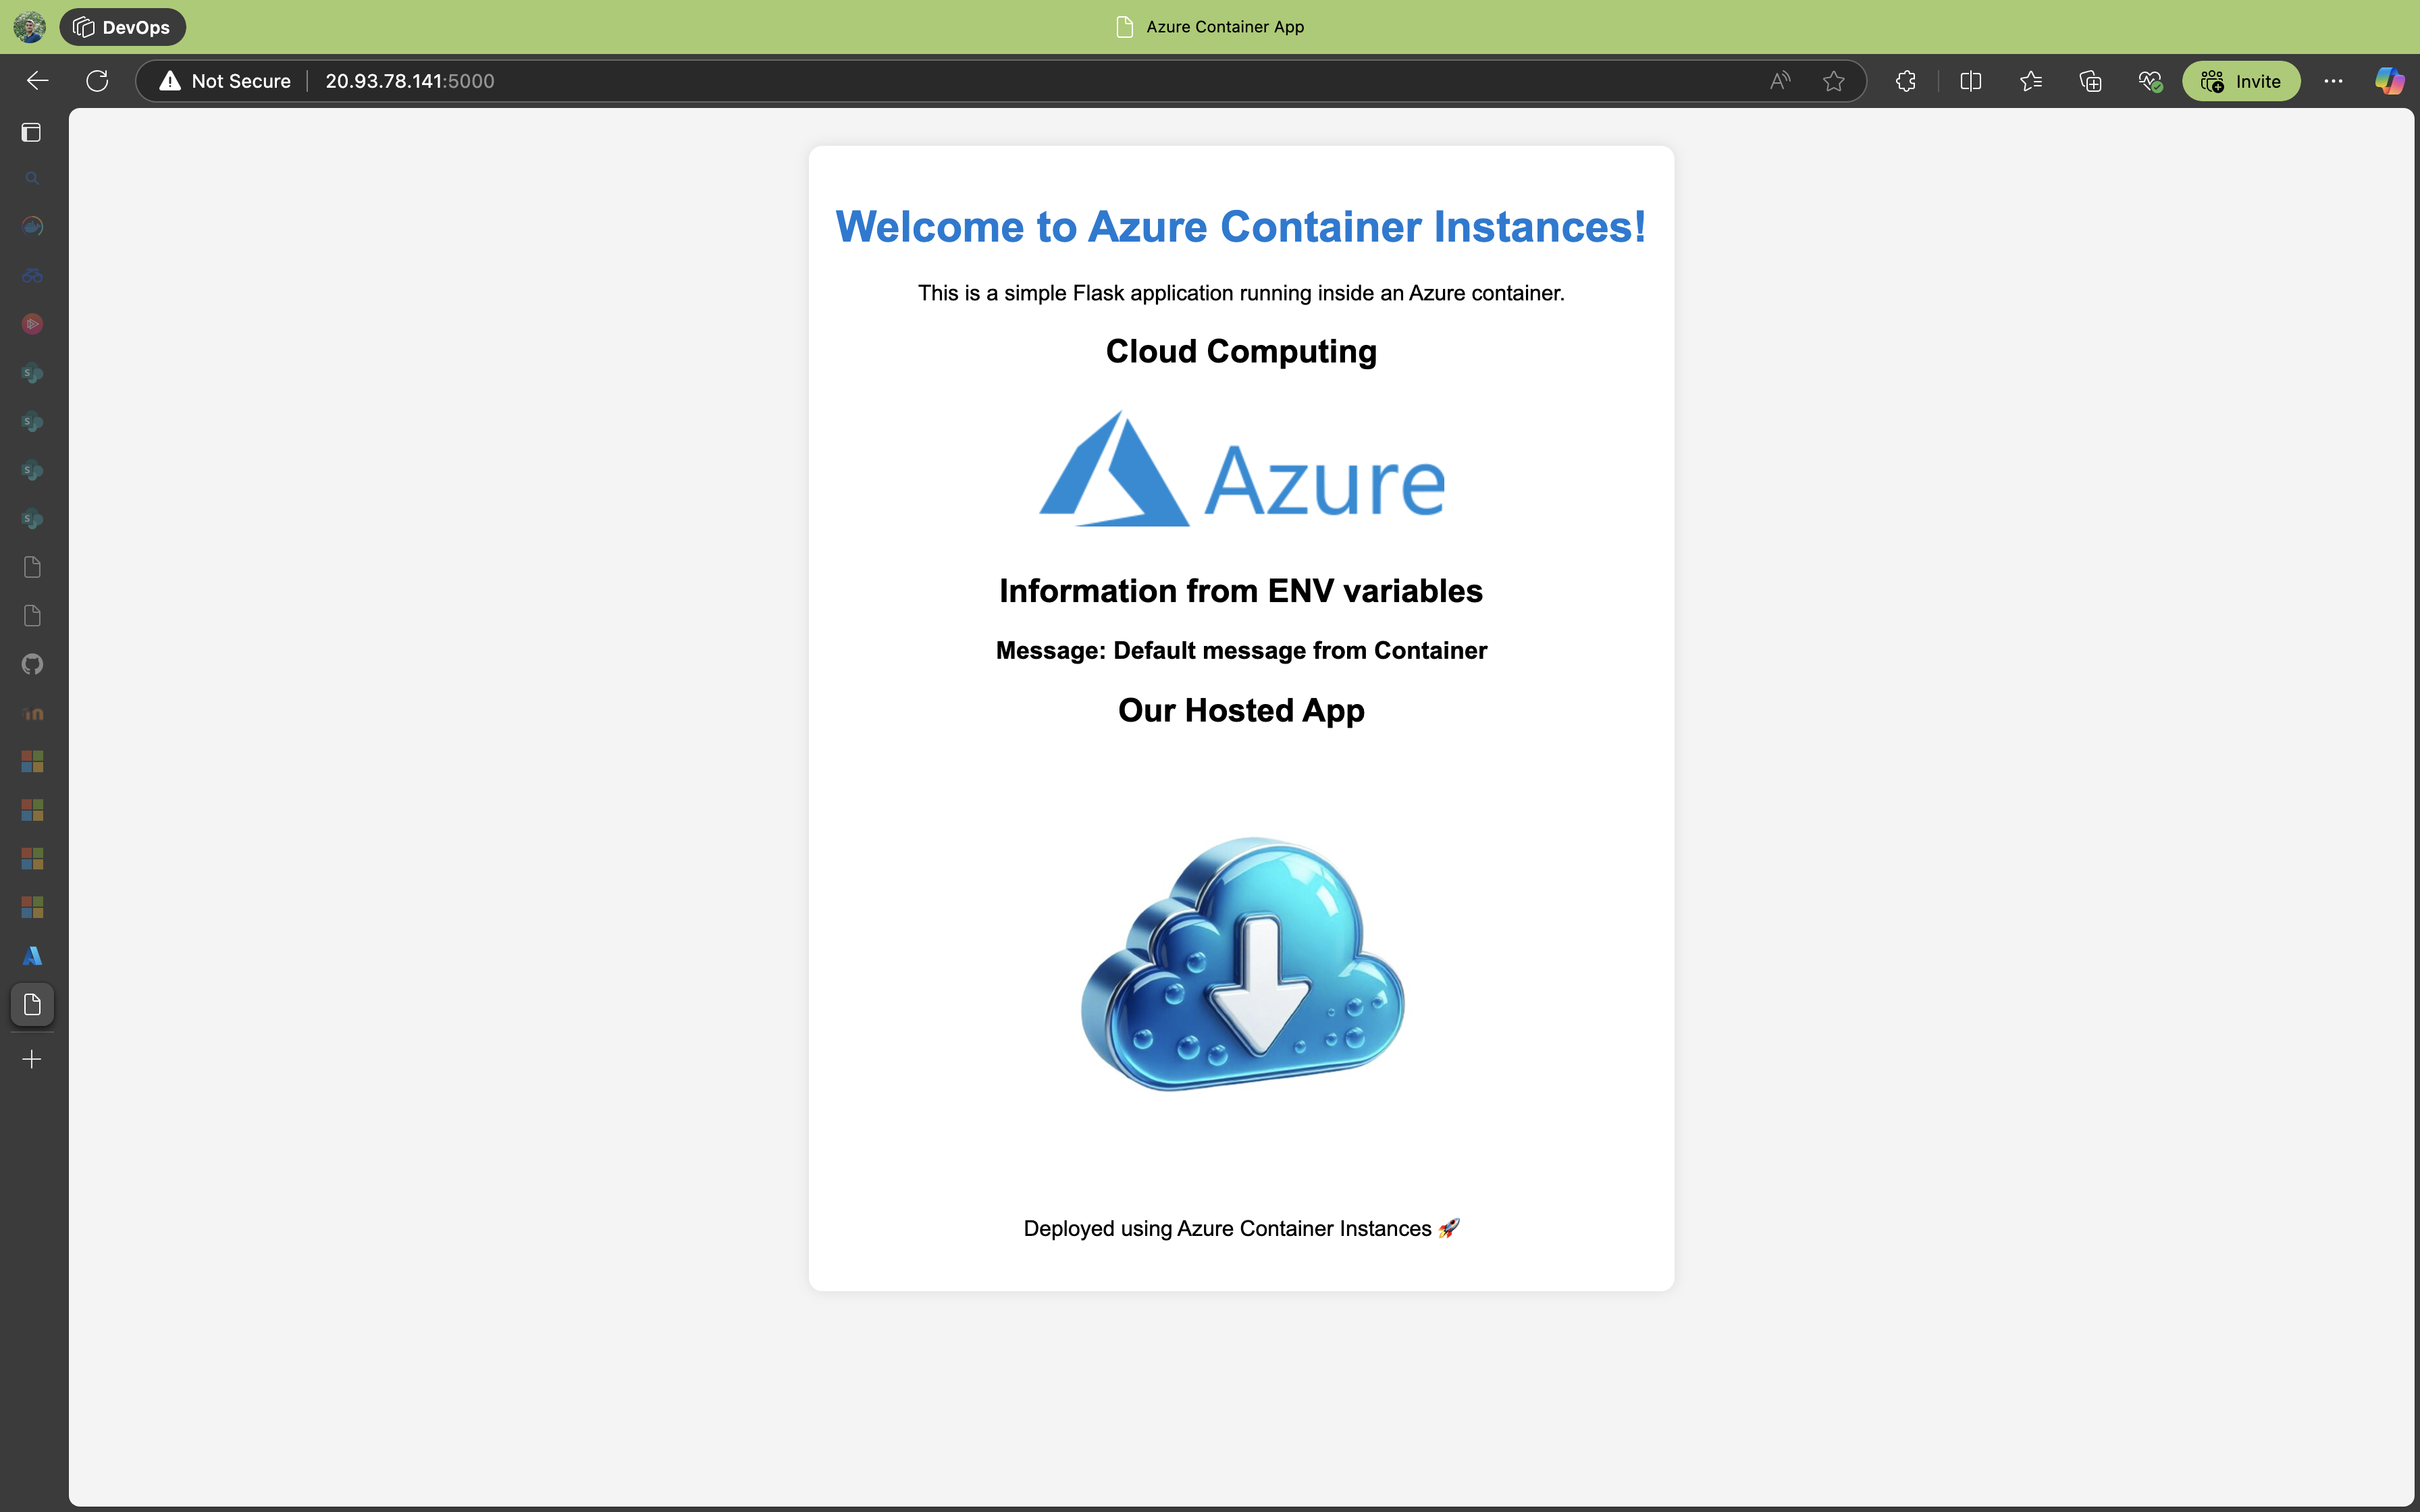 DevOps
Azure Container App
Not Secure
20.93.78.141:5000
Invite
Welcome to Azure Container Instances!
This is a simple Flask application running inside an Azure container.
Cloud Computing
Azure
Information from ENV variables
Message: Default message from Container
Our Hosted App
Deployed using Azure Container Instances 🚀